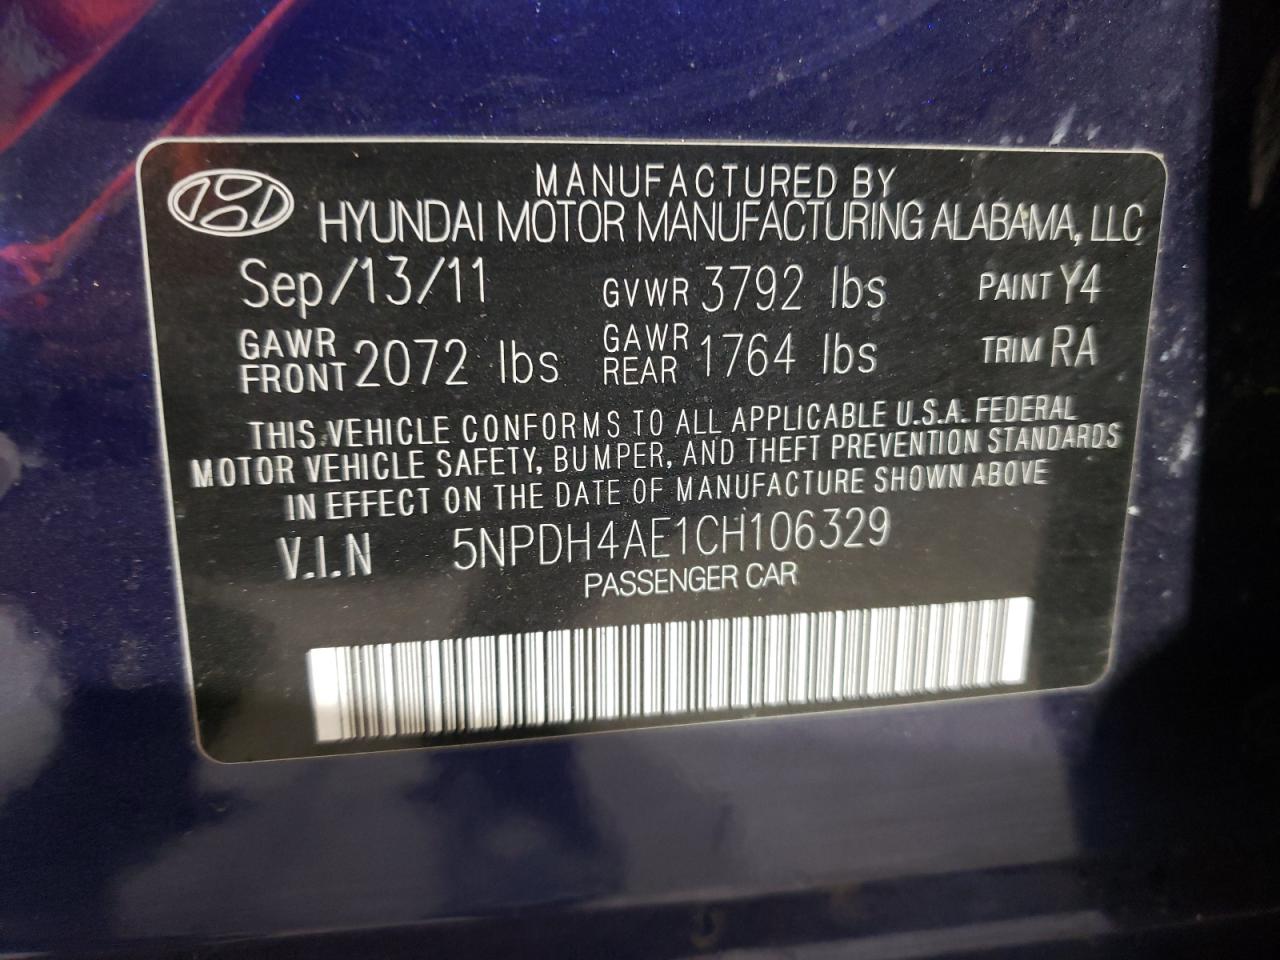 MANUFACTURED BY
HYUNDAI MOTOR MANUFACTURING ALABAMA, LLC
Sep/13/11 GVWR 3792 lbs PAINT Y4
GAWR FRONT 2072 lbs GAWR REAR 1764 lbs TRIM RA
THIS VEHICLE CONFORMS TO ALL APPLICABLE U.S.A. FEDERAL
MOTOR VEHICLE SAFETY, BUMPER, AND THEFT PREVENTION STANDARDS
IN EFFECT ON THE DATE OF MANUFACTURE SHOWN ABOVE
V.I.N 5NPDH4AE1CH106329
PASSENGER CAR